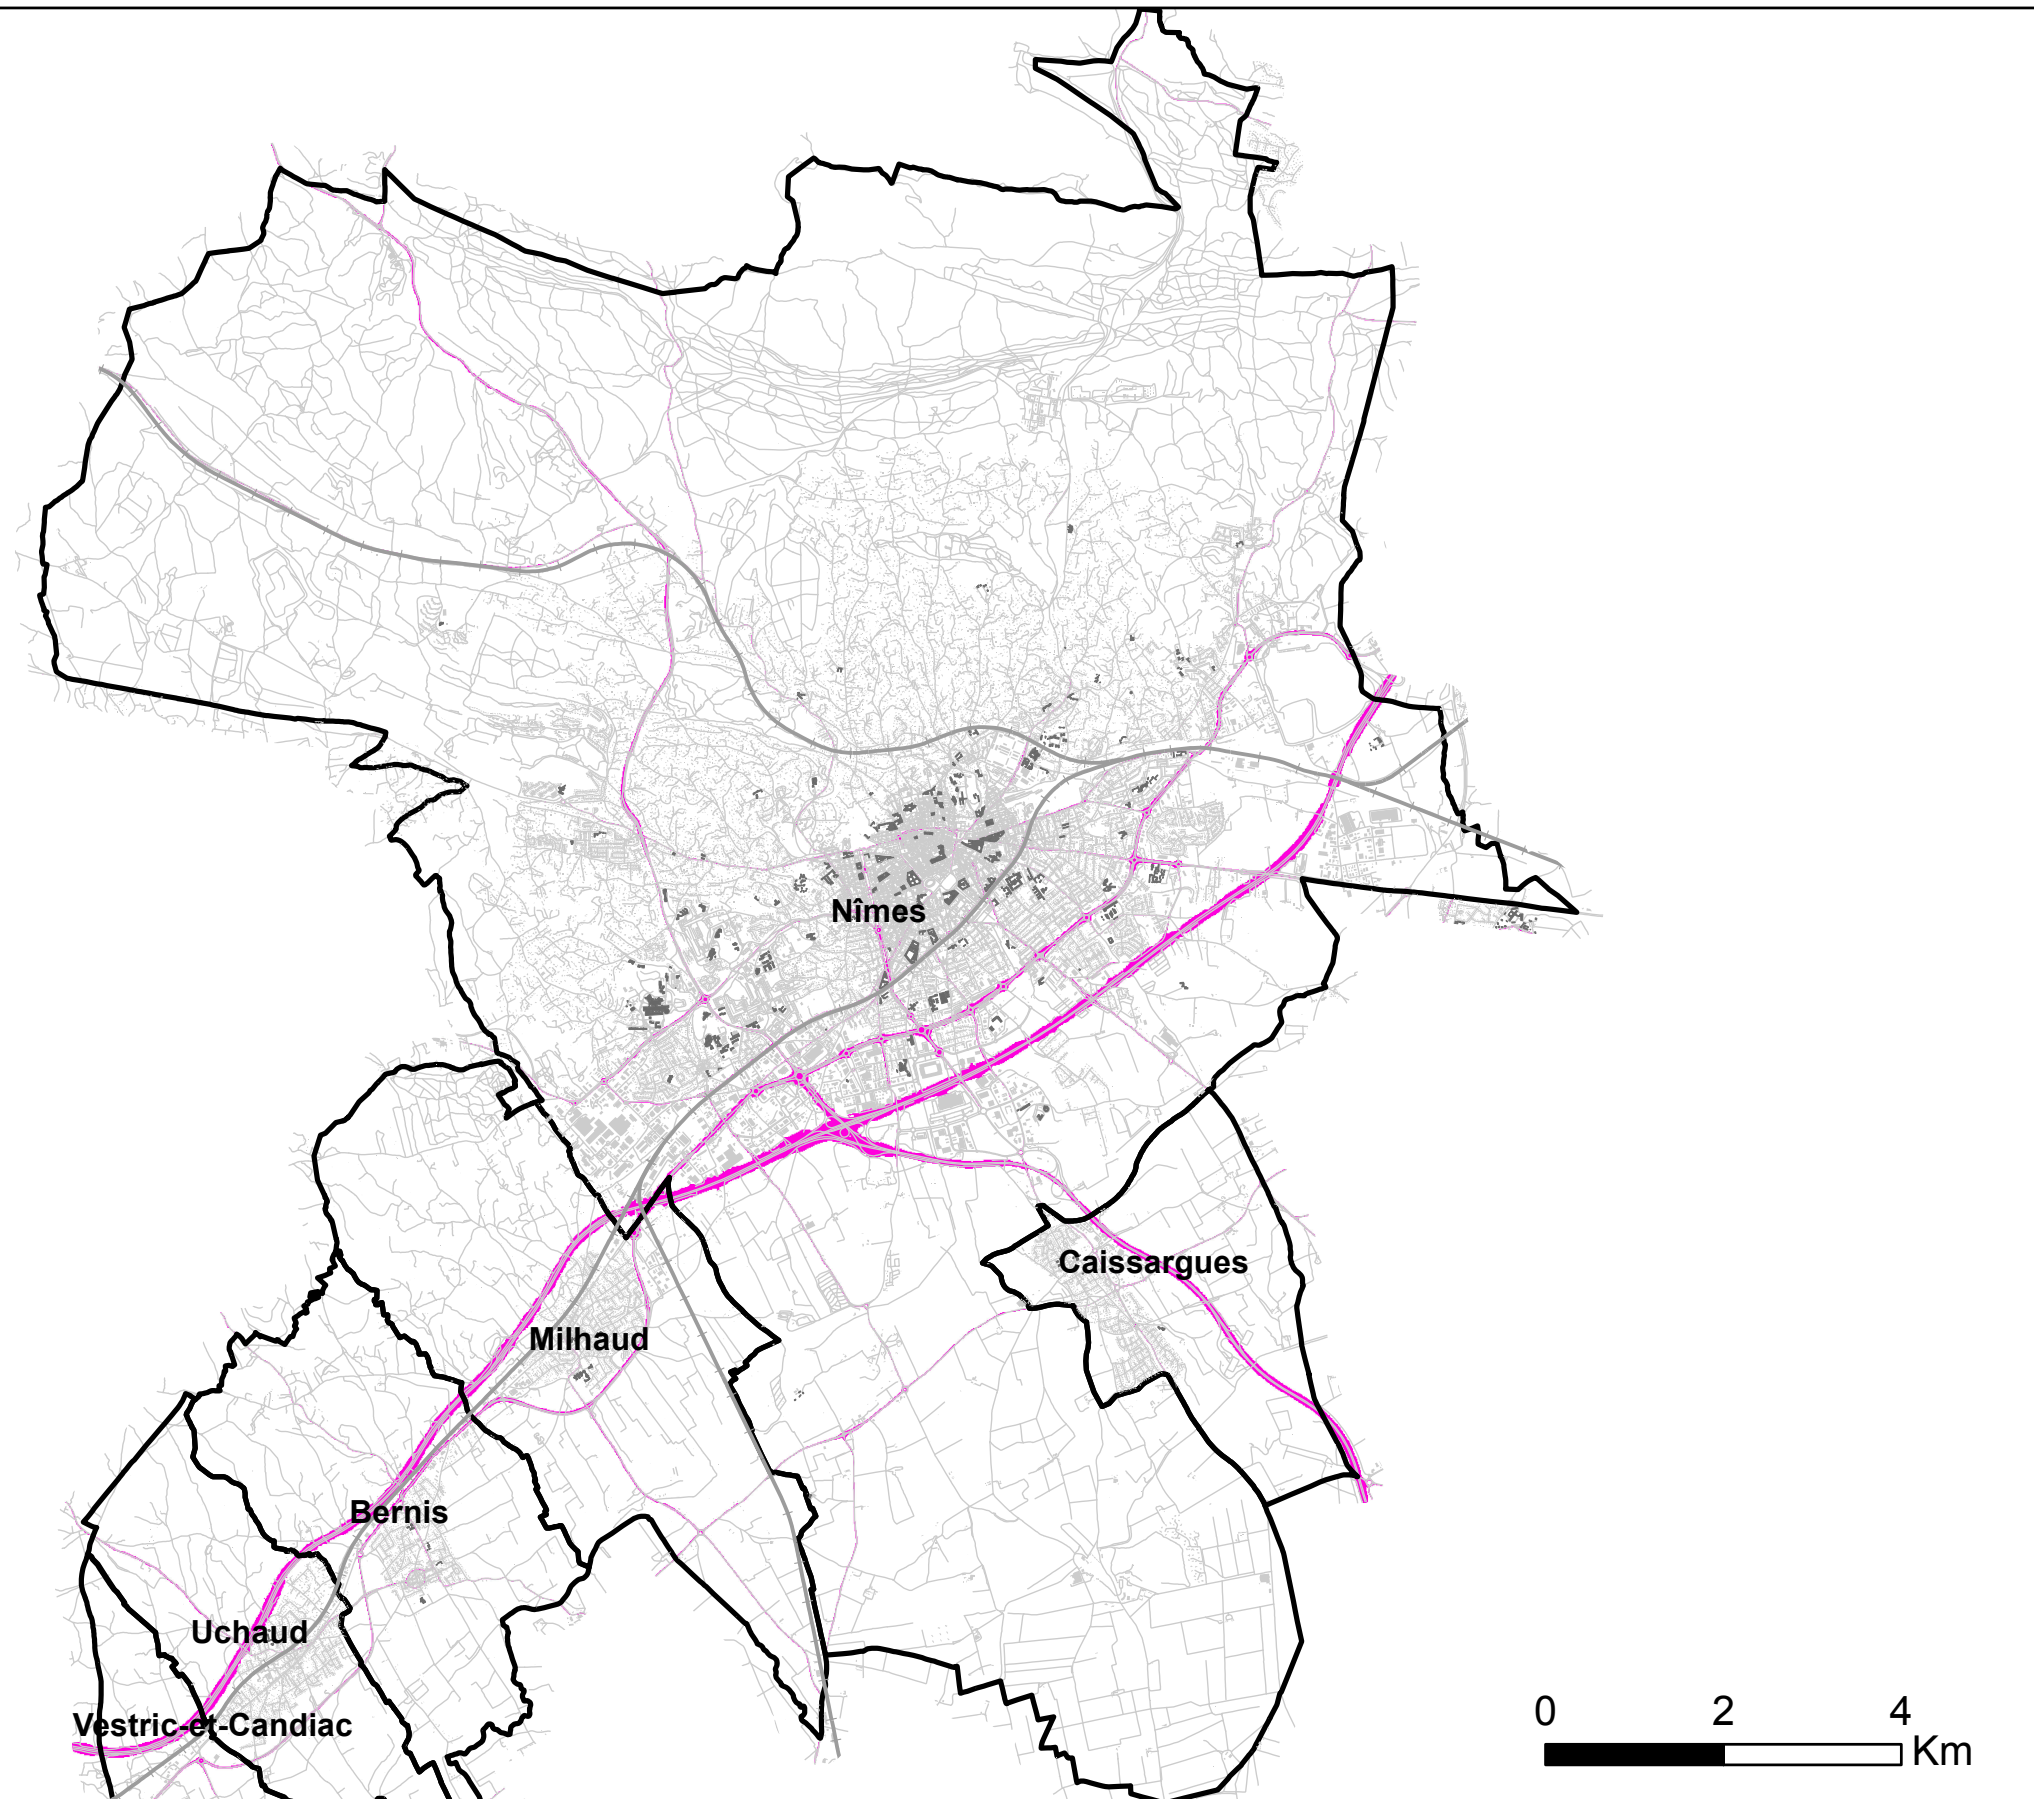 Nîmes
Caissargues
Milhaud
Bernis
Uchaud
Vestric-et-Candiac
0 2 4
Km